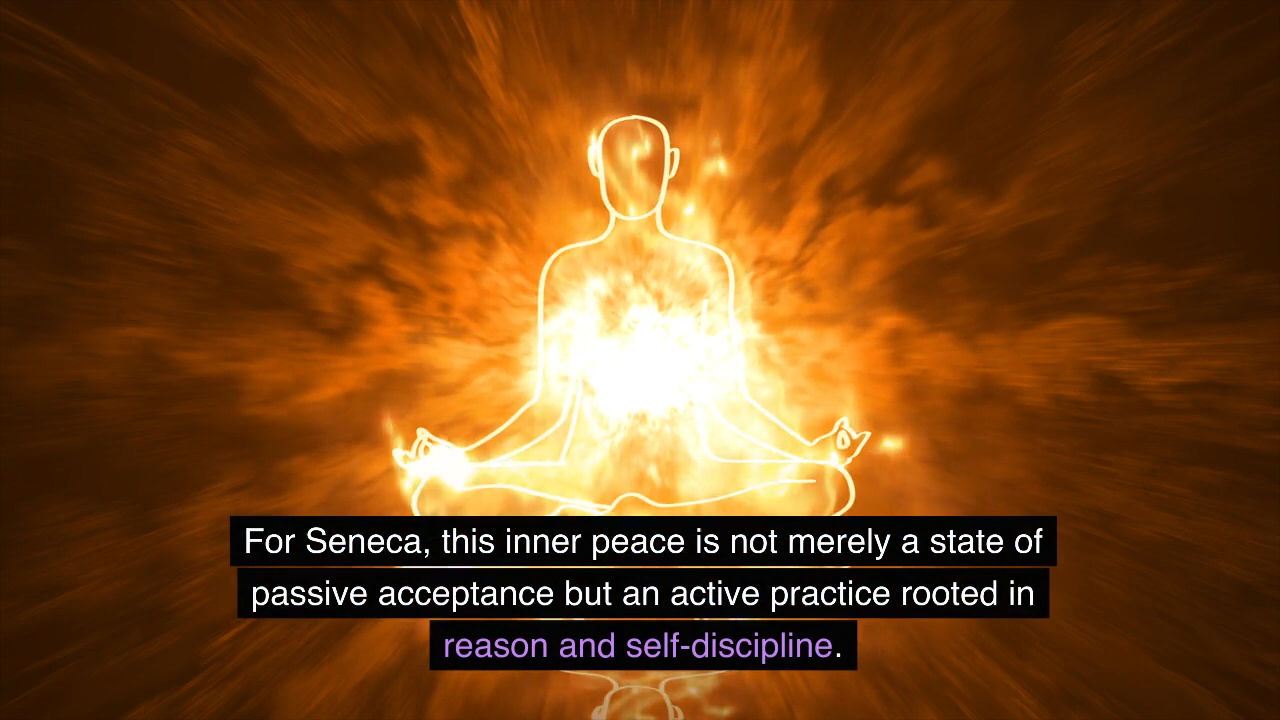 For Seneca, this inner peace is not merely a state of
passive acceptance but an active practice rooted in
reason and self-discipline.